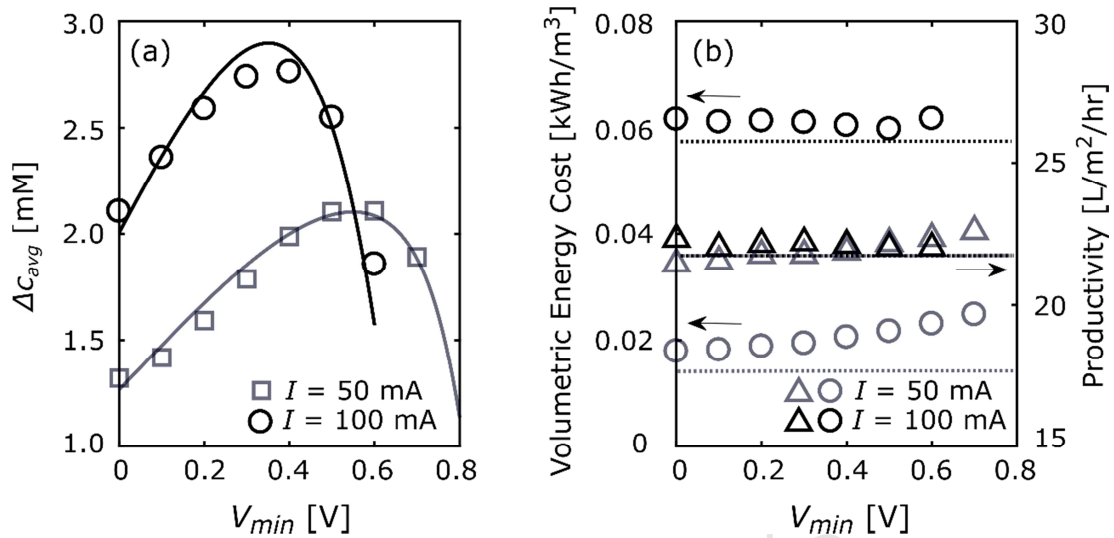 (a)
3.0
2.5
2.0
1.5
1.0
Δc_avg [mM]
I = 50 mA
I = 100 mA
0 0.2 0.4 0.6 0.8
V_min [V]
(b)
0.08
0.06
0.04
0.02
0
Volumetric Energy Cost [kWh/m³]
30
25
20
15
Productivity [L/m²/hr]
I = 50 mA
I = 100 mA
0 0.2 0.4 0.6 0.8
V_min [V]